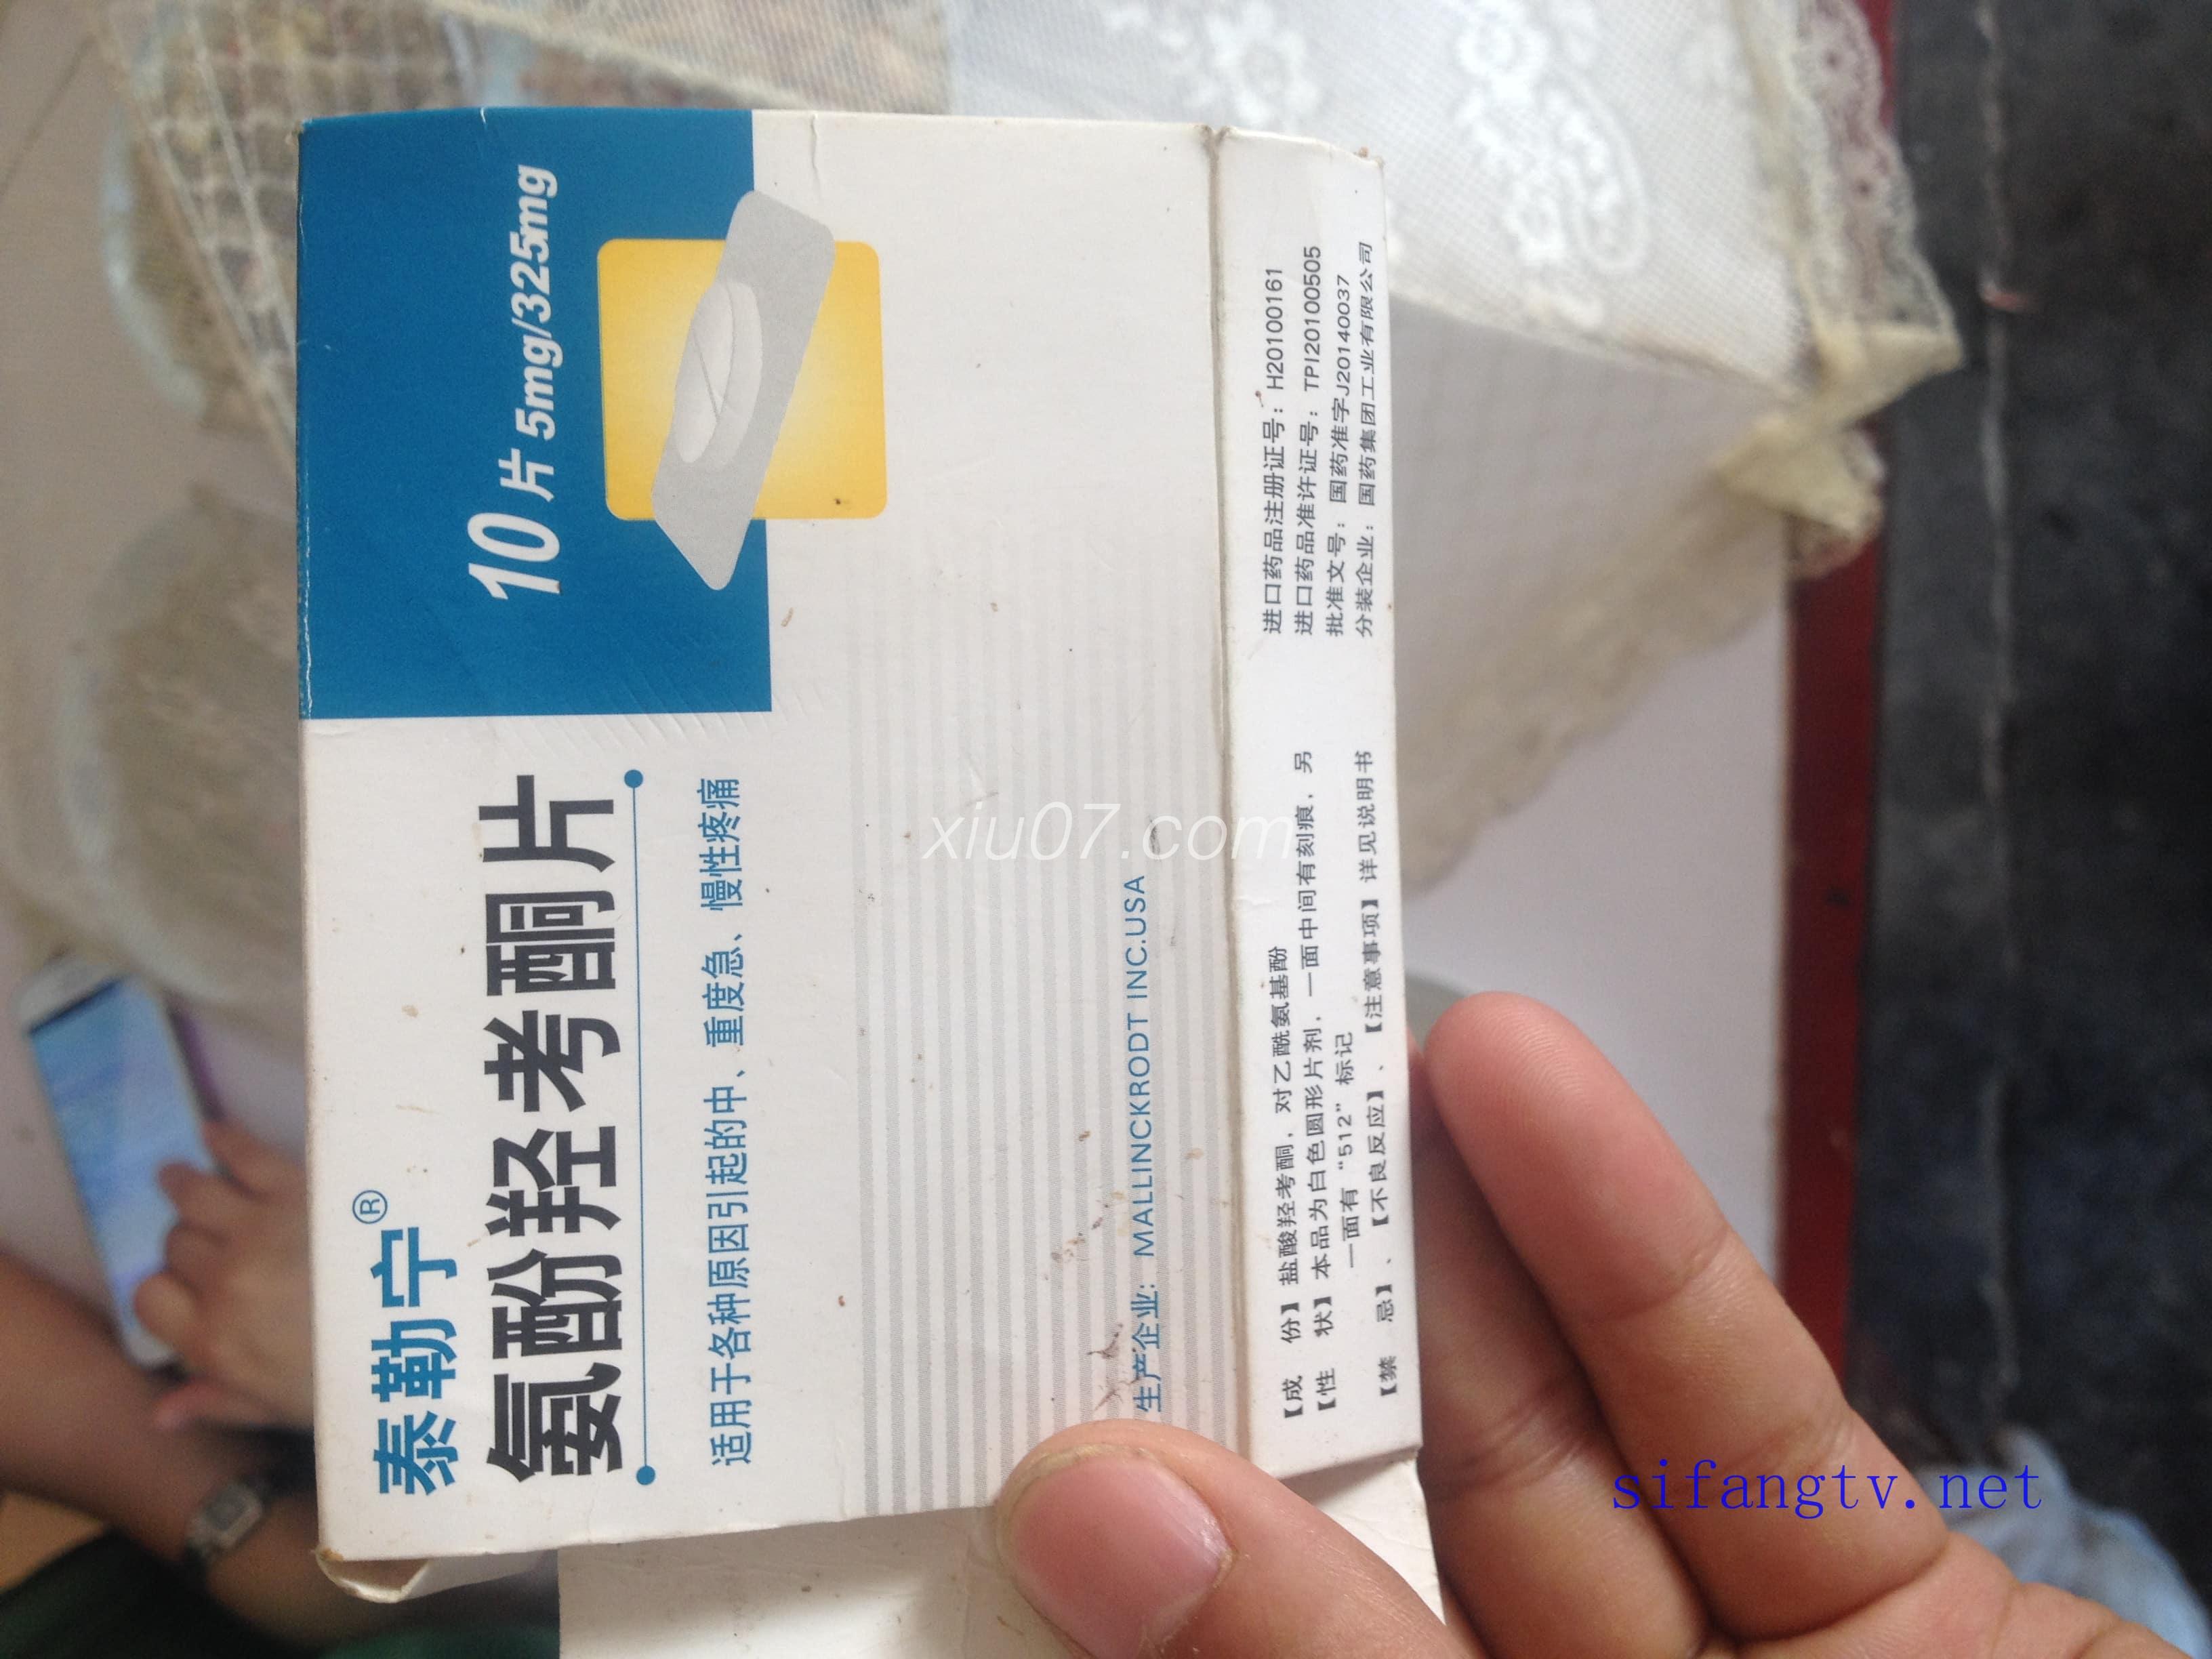 泰勒宁®
氨酚羟考酮片
适用于各种原因引起的中、重度急、慢性疼痛
10片 5mg/325mg
生产企业: MALLINCKRODT INC.USA
【成 份】盐酸羟考酮，对乙酰氨基酚
【性 状】本品为白色圆形片剂，一面中间有刻痕，另
一面有“512”标记
【禁 忌】、【不良反应】、【注意事项】详见说明书
进口药品注册证号：H20100161
进口药品准许证号：TPI20100505
批准文号：国药准字J20140037
分装企业：国药集团工业有限公司
xiu07.com
sifangtv.net